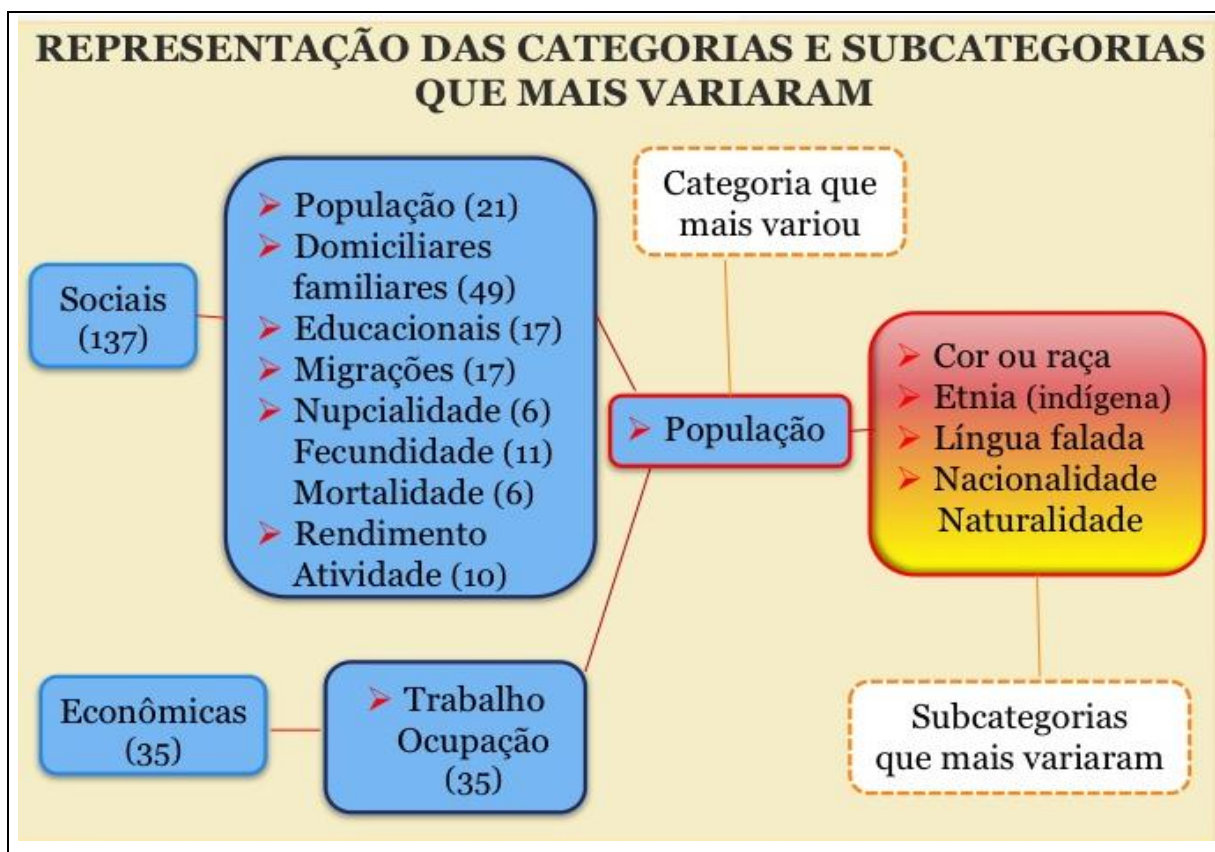 REPRESENTAÇÃO DAS CATEGORIAS E SUBCATEGORIAS
QUE MAIS VARIARAM
Sociais
(137)
População (21)
Domiciliares
familiares (49)
Educacionais (17)
Migrações (17)
Nupcialidade (6)
Fecundidade (11)
Mortalidade (6)
Rendimento
Atividade (10)
Categoria que
mais variou
População
Cor ou raça
Etnia (indígena)
Língua falada
Nacionalidade
Naturalidade
Econômicas
(35)
Trabalho
Ocupação
(35)
Subcategorias
que mais variaram